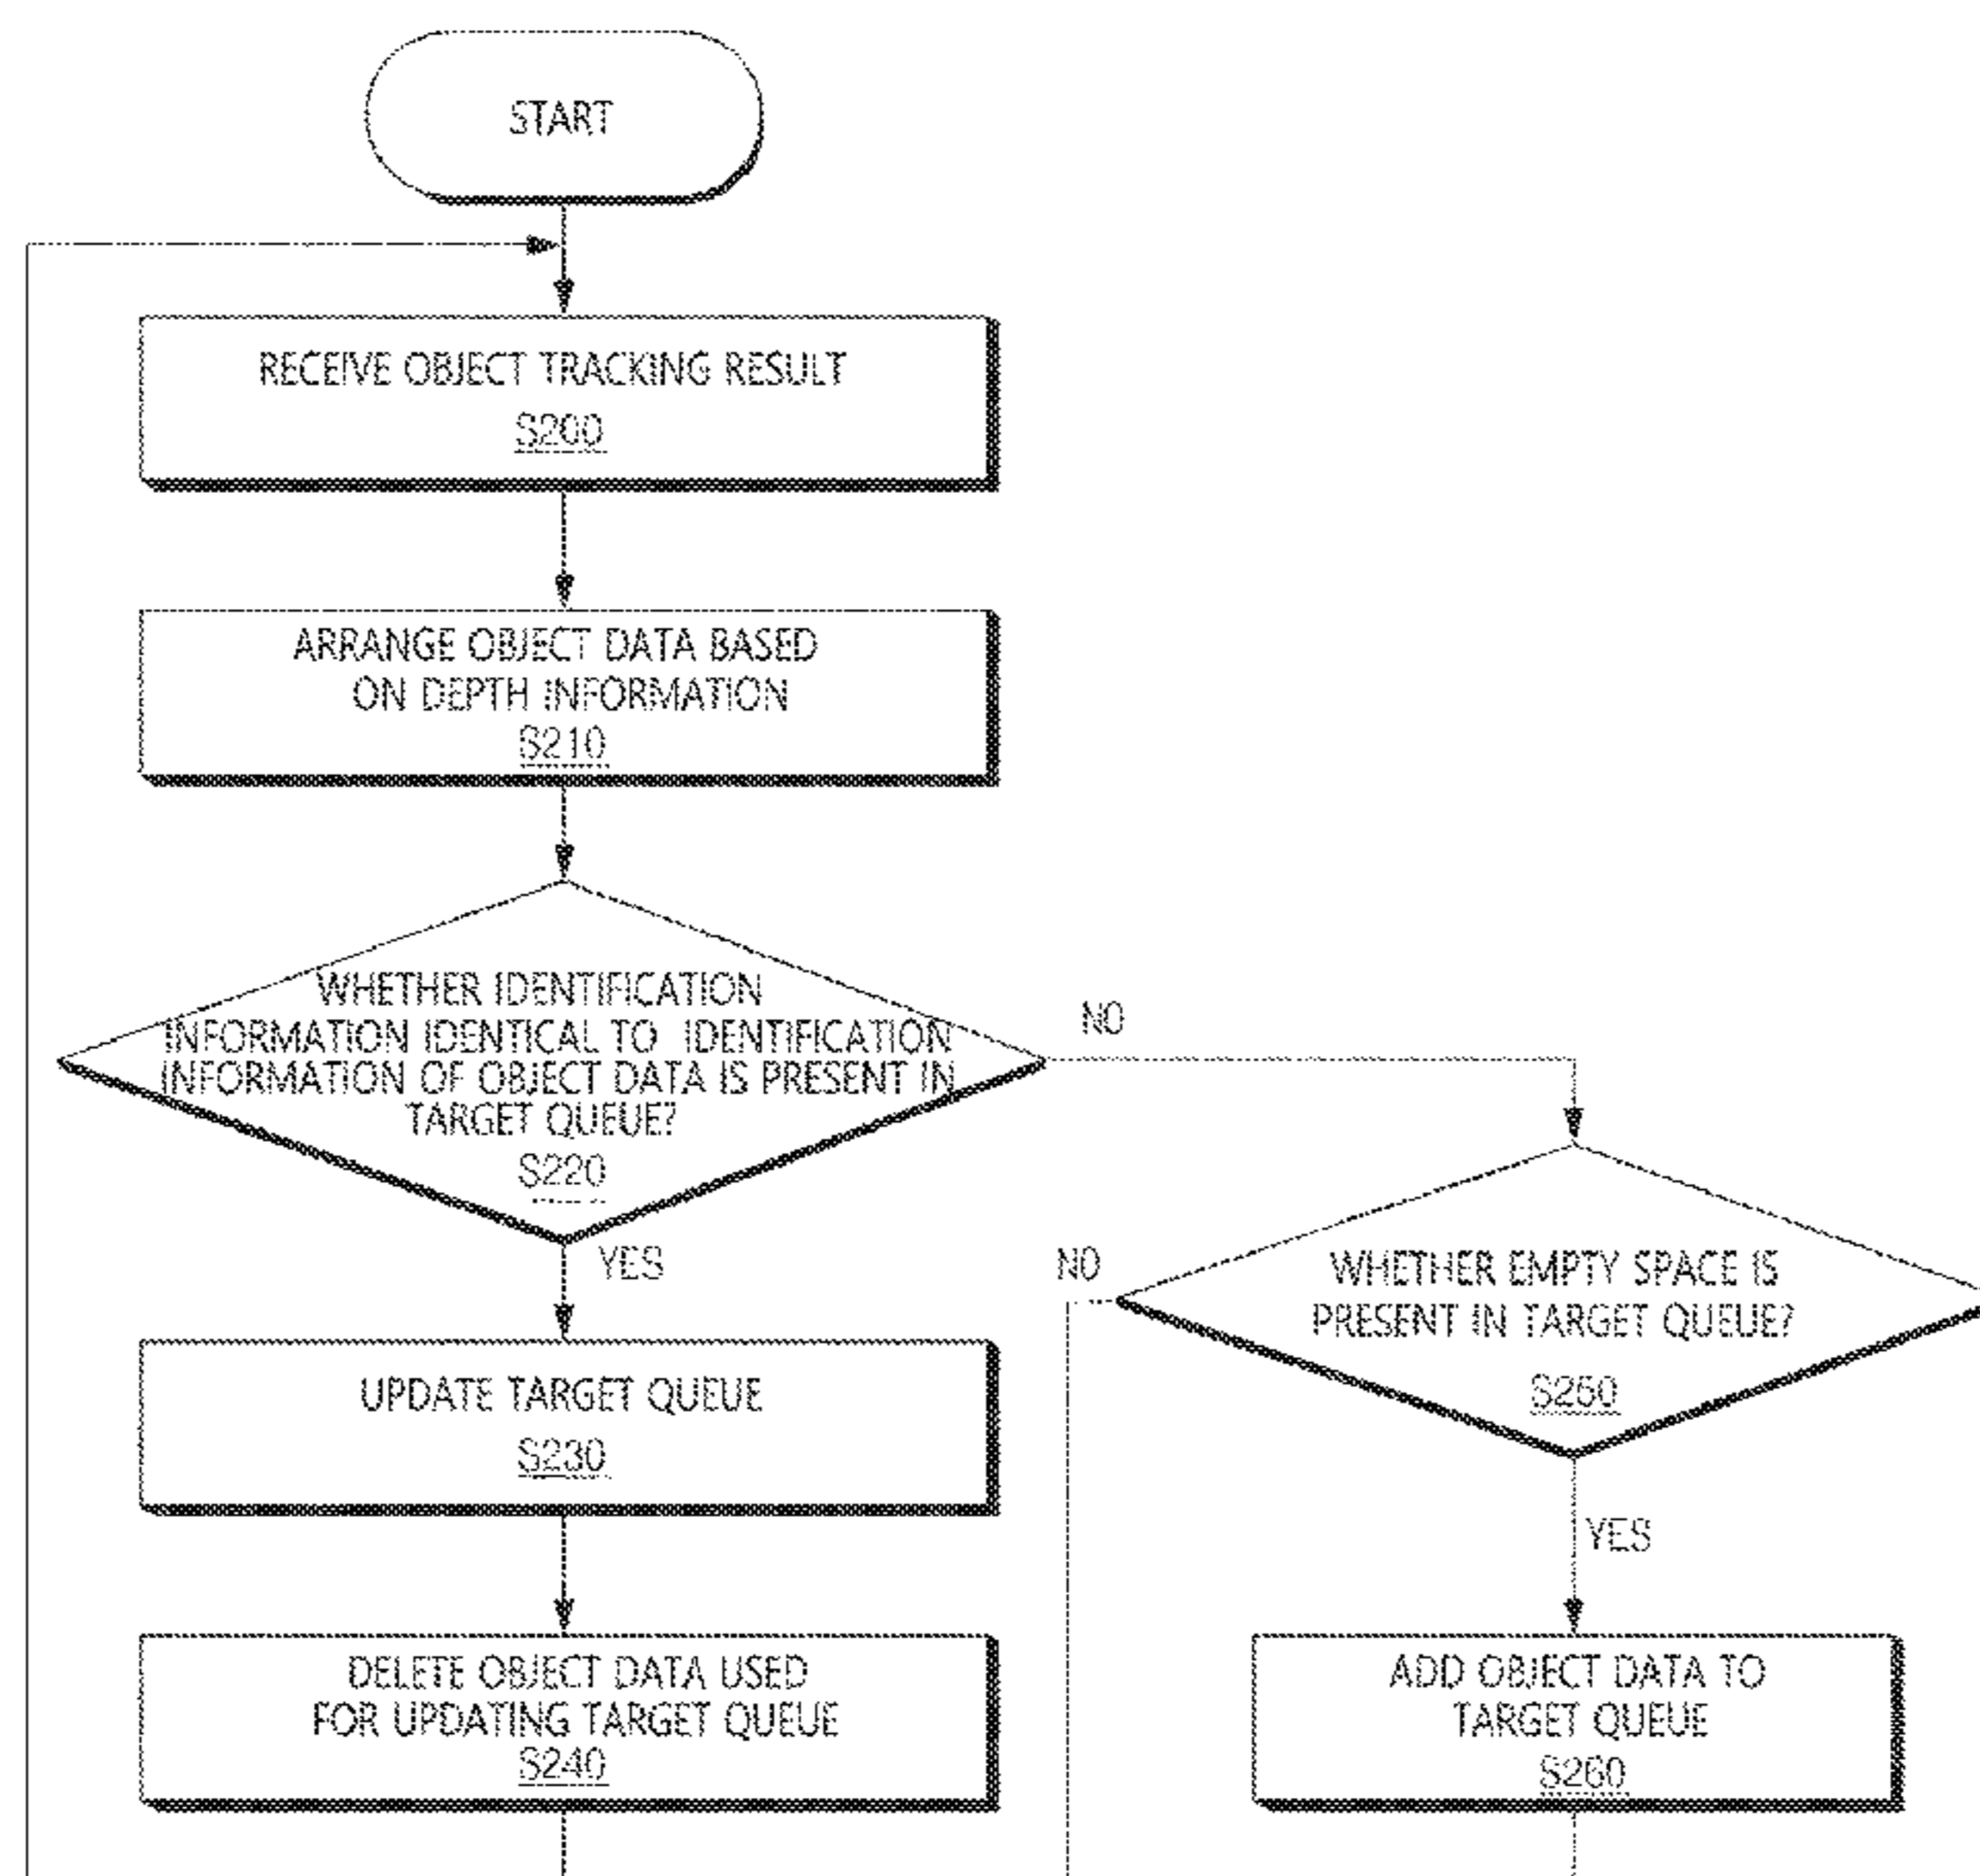 START
RECEIVE OBJECT TRACKING RESULT
S200
ARRANGE OBJECT DATA BASED
ON DEPTH INFORMATION
S210
WHETHER IDENTIFICATION
INFORMATION IDENTICAL TO IDENTIFICATION
INFORMATION OF OBJECT DATA IS PRESENT IN
TARGET QUEUE?
S220
NO
YES
UPDATE TARGET QUEUE
S230
DELETE OBJECT DATA USED
FOR UPDATING TARGET QUEUE
S240
NO
WHETHER EMPTY SPACE IS
PRESENT IN TARGET QUEUE?
S250
YES
ADD OBJECT DATA TO
TARGET QUEUE
S260